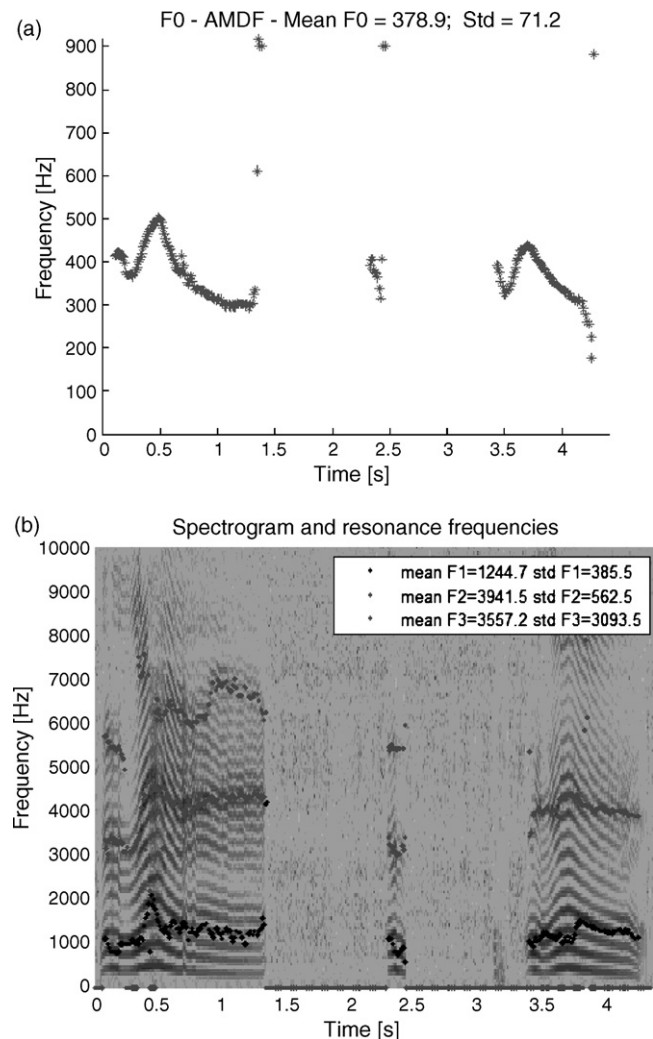 (a)
F0 - AMDF - Mean F0 = 378.9; Std = 71.2
900
800
700
600
500
400
300
200
100
0
Frequency [Hz]
0 0.5 1 1.5 2 2.5 3 3.5 4
Time [s]
(b)
Spectrogram and resonance frequencies
10000
9000
8000
7000
6000
5000
4000
3000
2000
1000
0
Frequency [Hz]
mean F1=1244.7 std F1=385.5
mean F2=3941.5 std F2=562.5
mean F3=3557.2 std F3=3093.5
0 0.5 1 1.5 2 2.5 3 3.5 4
Time [s]